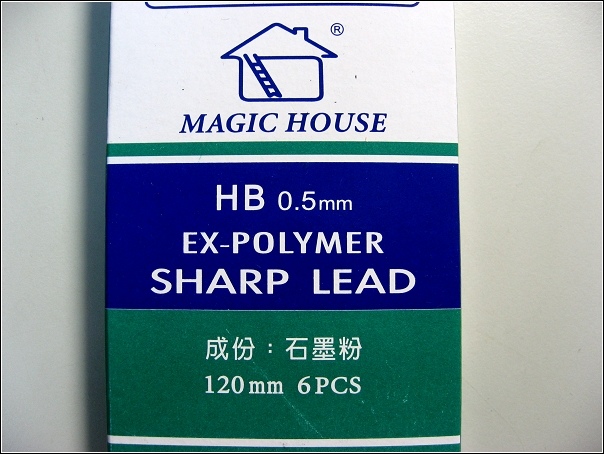 ®
MAGIC HOUSE
HB 0.5mm
EX-POLYMER
SHARP LEAD
成份：石墨粉
120mm 6PCS